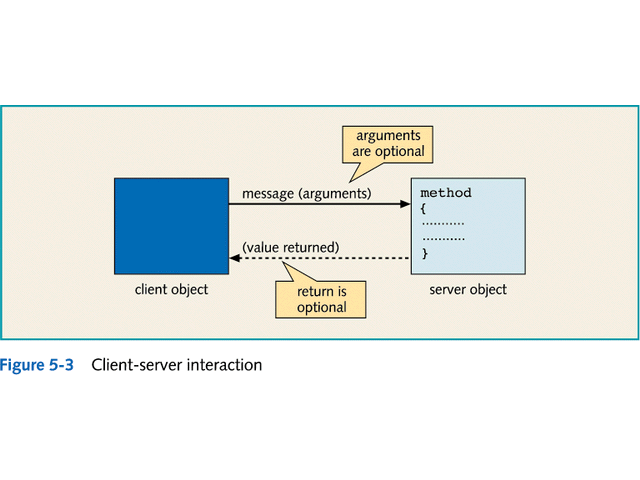 arguments
are optional
message (arguments)
method
{
...........
...........
}
(value returned)
client object
return is
optional
server object
Figure 5-3 Client-server interaction